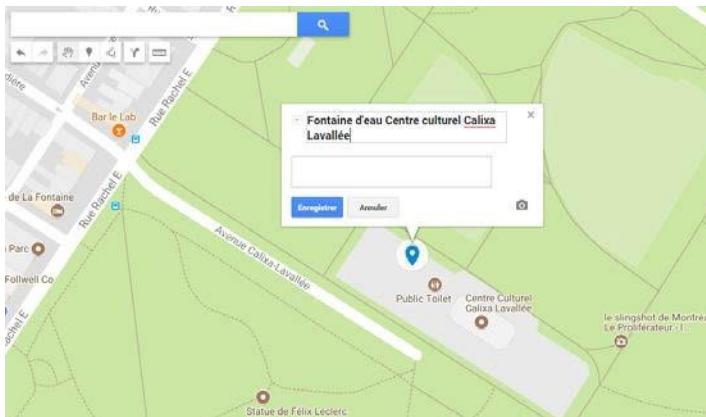 Rue Rachel E
Bar le Lab
Fontaine d'eau Centre culturel Calixa
Lavallée
Enregistrer Annuler
de La Fontaine
Rue Rachel E
Parc
Follwell Co
Rachel E
Avenue Calixa-Lavallée
Public Toilet
Centre Culturel
Calixa Lavallée
le slingshot de Montréa
Le Proliférateur - I...
Statue de Félix Leclerc